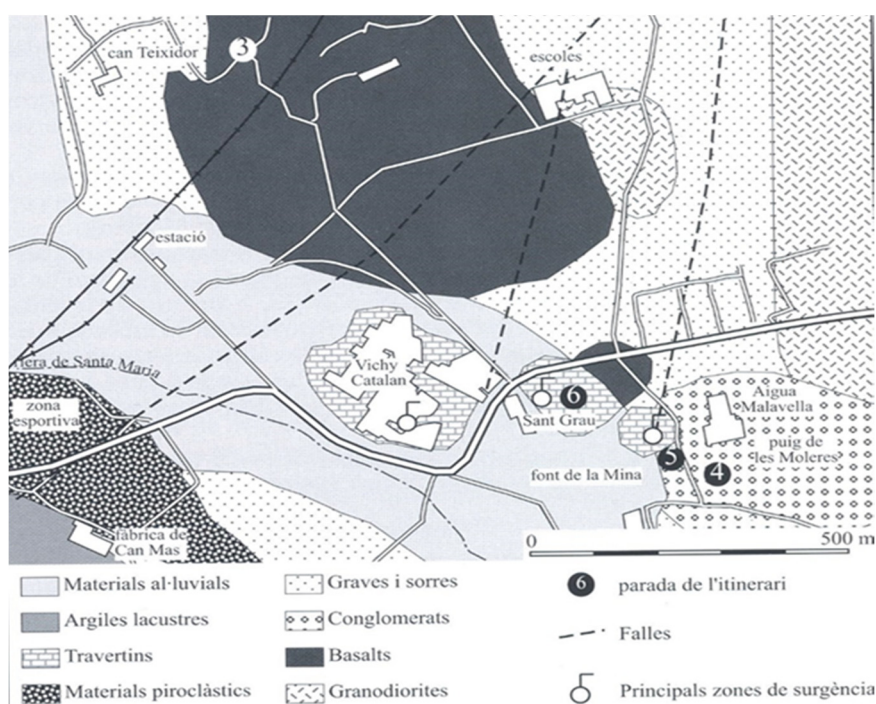 can Teixidor
3
escoles
estació
riera de Santa Maria
zona
esportiva
Vichy
Catalan
6
Sant Grau
Aigua
Malavella
puig de
les Moleres
5
4
font de la Mina
fàbrica de
Can Mas
0
500 m
Materials al·luvials
Argiles lacustres
Travertins
Materials piroclàstics
Graves i sorres
Conglomerats
Basalts
Granodiorites
6
parada de l'itinerari
Falles
Principals zones de surgència